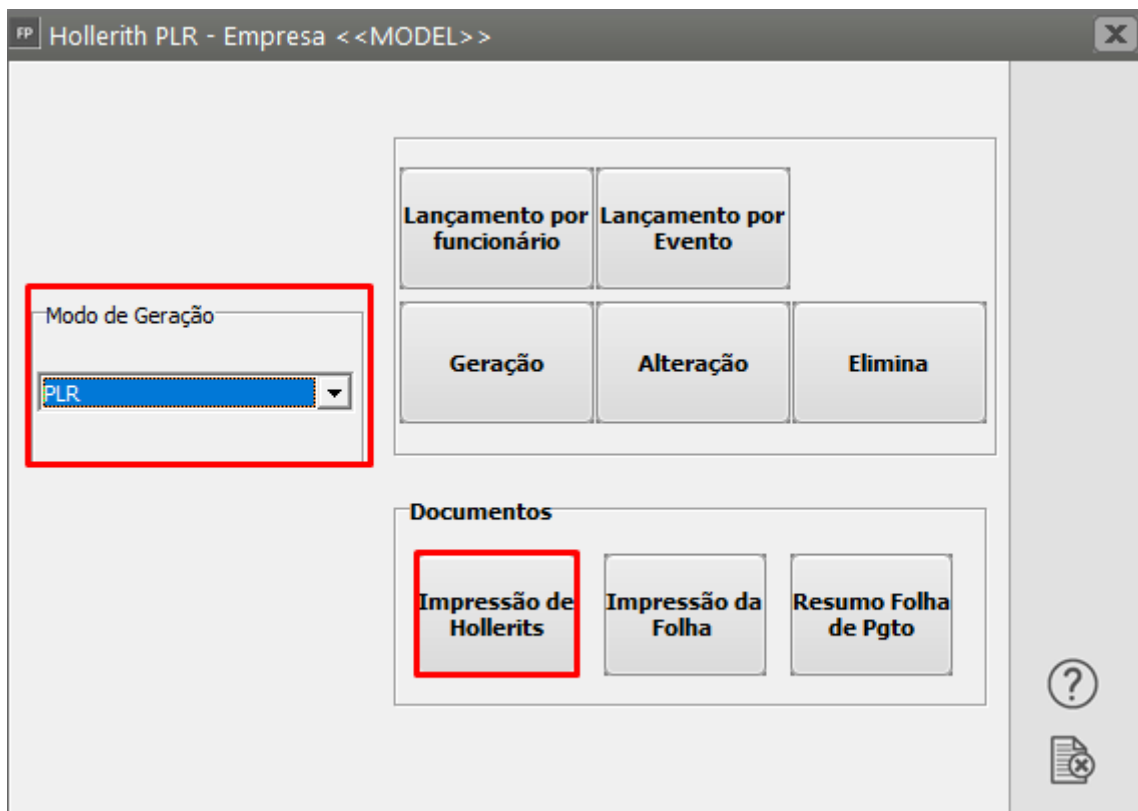 FP Hollerith PLR - Empresa <<MODEL>>
Lançamento por
funcionário
Lançamento por
Evento
Modo de Geração
PLR
Geração
Alteração
Elimina
Documentos
Impressão de
Hollerits
Impressão da
Folha
Resumo Folha
de Pgto
?